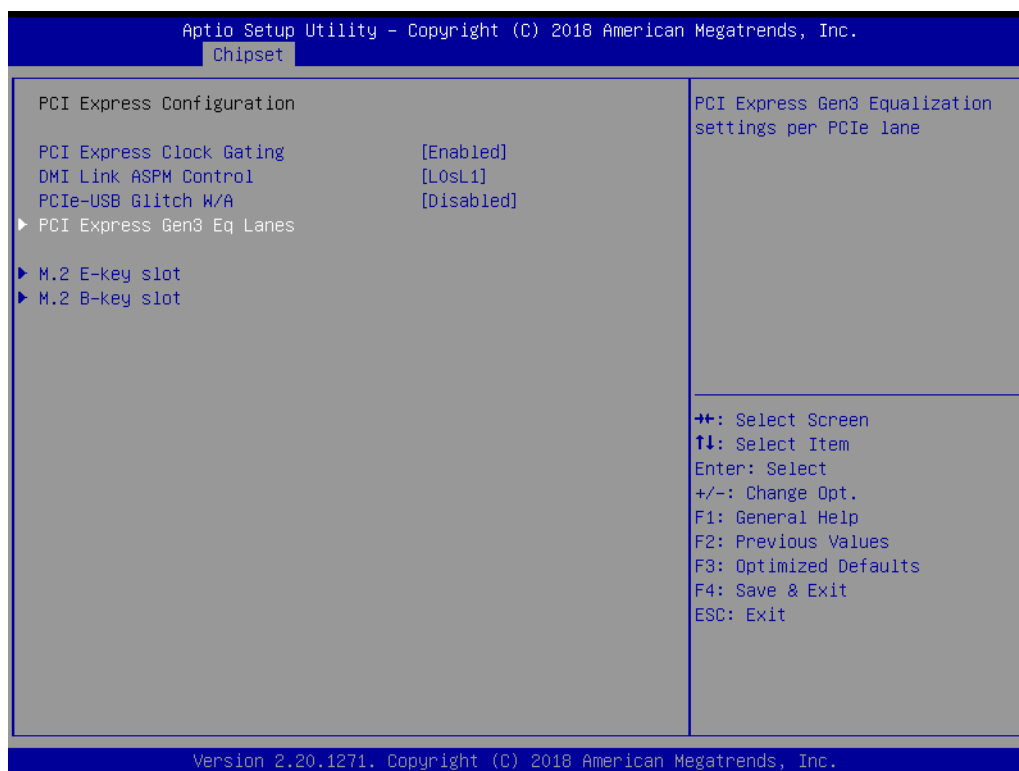 Aptio Setup Utility – Copyright (C) 2018 American Megatrends, Inc.
Chipset
PCI Express Configuration
PCI Express Clock Gating [Enabled]
DMI Link ASPM Control [L0sL1]
PCIe-USB Glitch W/A [Disabled]
PCI Express Gen3 Eq Lanes
M.2 E-key slot
M.2 B-key slot
PCI Express Gen3 Equalization
settings per PCIe lane
→←: Select Screen
↑↓: Select Item
Enter: Select
+/-: Change Opt.
F1: General Help
F2: Previous Values
F3: Optimized Defaults
F4: Save & Exit
ESC: Exit
Version 2.20.1271. Copyright (C) 2018 American Megatrends, Inc.